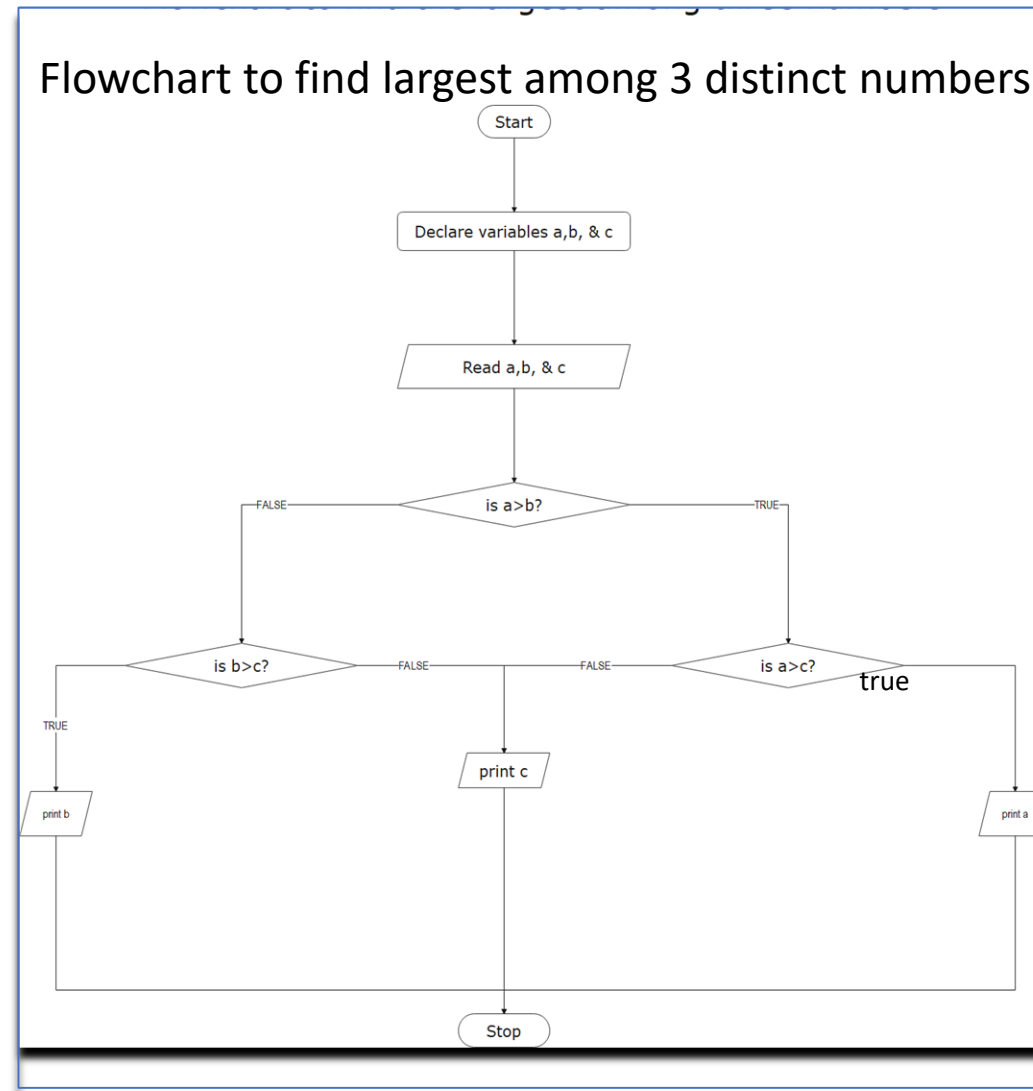 Flowchart to find largest among 3 distinct numbers
Start
Declare variables a,b, & c
Read a,b, & c
is a>b?
FALSE
TRUE
is b>c?
FALSE
FALSE
is a>c?
true
TRUE
print c
print b
print a
Stop